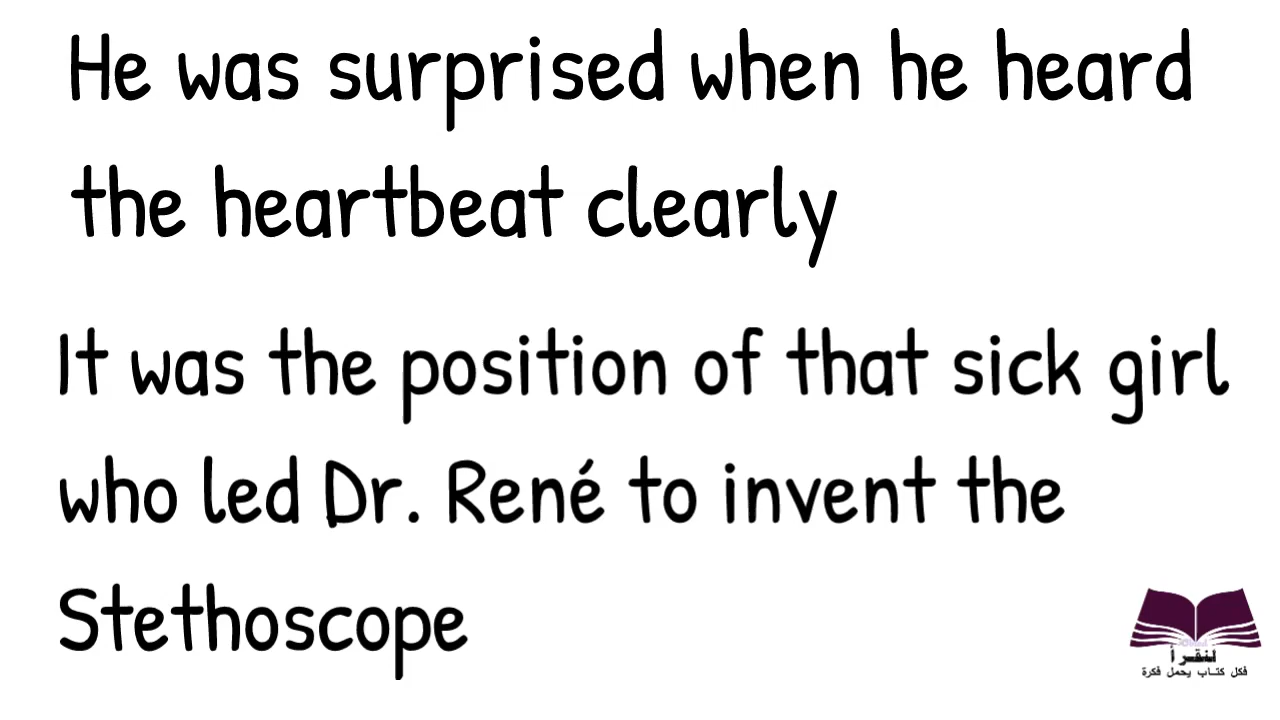 He was surprised when he heard
the heartbeat clearly
It was the position of that sick girl
who led Dr. René to invent the
Stethoscope
لنقرأ
فكل كتاب يحمل فكرة